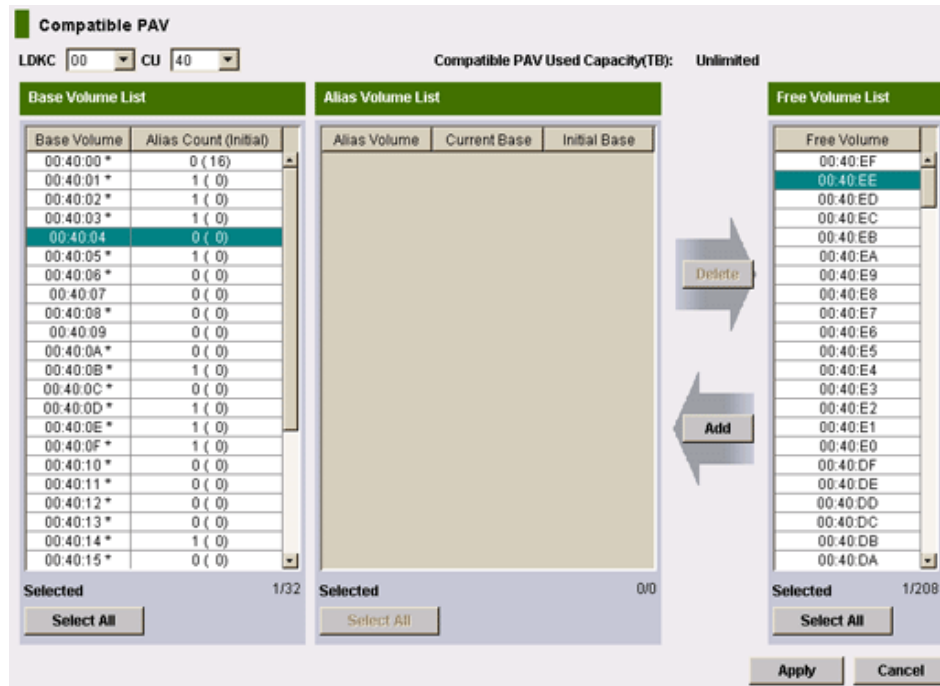 Compatible PAV
LDKC 00 CU 40 Compatible PAV Used Capacity(TB): Unlimited
Base Volume List
Base Volume Alias Count (Initial)
00:40:00 * 0 ( 16)
00:40:01 * 1 ( 0)
00:40:02 * 1 ( 0)
00:40:03 * 1 ( 0)
00:40:04 0 ( 0)
00:40:05 * 1 ( 0)
00:40:06 * 0 ( 0)
00:40:07 0 ( 0)
00:40:08 * 0 ( 0)
00:40:09 0 ( 0)
00:40:0A * 0 ( 0)
00:40:0B * 1 ( 0)
00:40:0C * 0 ( 0)
00:40:0D * 1 ( 0)
00:40:0E * 1 ( 0)
00:40:0F * 1 ( 0)
00:40:10 * 0 ( 0)
00:40:11 * 0 ( 0)
00:40:12 * 0 ( 0)
00:40:13 * 0 ( 0)
00:40:14 * 1 ( 0)
00:40:15 * 0 ( 0)
Selected 1/32
Select All
Alias Volume List
Alias Volume Current Base Initial Base
Selected 0/0
Select All
Delete
Add
Free Volume List
Free Volume
00:40:EF
00:40:EE
00:40:ED
00:40:EC
00:40:EB
00:40:EA
00:40:E9
00:40:E8
00:40:E7
00:40:E6
00:40:E5
00:40:E4
00:40:E3
00:40:E2
00:40:E1
00:40:E0
00:40:DF
00:40:DE
00:40:DD
00:40:DC
00:40:DB
00:40:DA
Selected 1/208
Select All
Apply Cancel